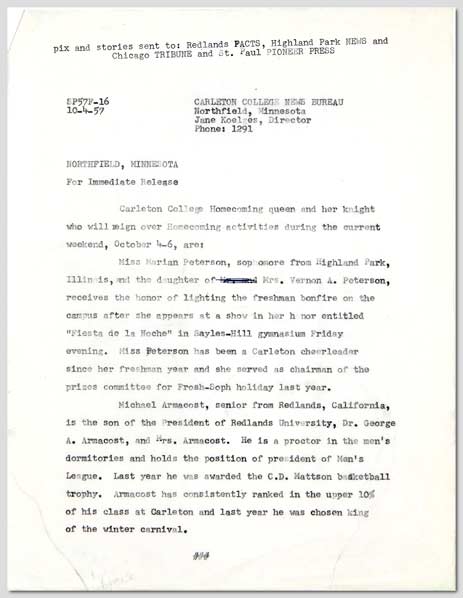 pix and stories sent to: Redlands FACTS, Highland Park NEWS and
Chicago TRIBUNE and St. Paul PIONEER PRESS
SP57F-16
10-4-57
CARLETON COLLEGE NEWS BUREAU
Northfield, Minnesota
Jane Koelges, Director
Phone: 1291
NORTHFIELD, MINNESOTA
For Immediate Release
Carleton College Homecoming queen and her knight
who will reign over Homecoming activities during the current
weekend, October 4-6, are:
Miss Marian Peterson, sophomore from Highland Park,
Illinois, and the daughter of Mr. and Mrs. Vernon A. Peterson,
receives the honor of lighting the freshman bonfire on the
campus after she appears at a show in her h nor entitled
"Fiesta de la Noche" in Sayles-Hill gymnasium Friday
evening. Miss Peterson has been a Carleton cheerleader
since her freshman year and she served as chairman of the
prizes committee for Frosh-Soph holiday last year.
Michael Armacost, senior from Redlands, California,
is the son of the President of Redlands University, Dr. George
A. Armacost, and Mrs. Armacost. He is a proctor in the men's
dormitories and holds the position of president of Men's
League. Last year he was awarded the C.D. Mattson basketball
trophy. Armacost has consistently ranked in the upper 10%
of his class at Carleton and last year he was chosen king
of the winter carnival.
###